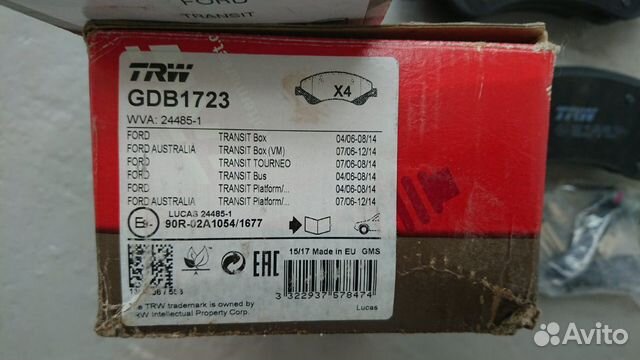 FORD
TRANSIT
TRW
GDB1723
WVA: 24485-1
X4
FORD TRANSIT Box 04/06-08/14
FORD AUSTRALIA TRANSIT Box (VM) 07/06-12/14
FORD TRANSIT TOURNEO 07/06-08/14
FORD TRANSIT Bus 04/06-08/14
FORD TRANSIT Platform/... 04/06-08/14
FORD AUSTRALIA TRANSIT Platform/... 07/06-12/14
LUCAS 24485-1
90R-02A1054/1677
15/17 Made in EU GMS
EAC
3 322937 578474
TRW trademark is owned by
Intellectual Property Corp.
Lucas
TRW
Avito